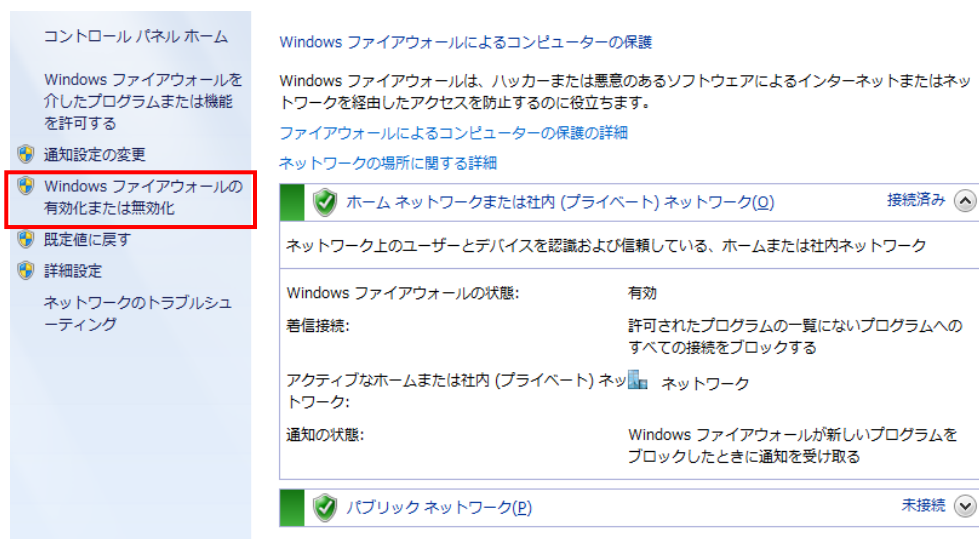 コントロール パネル ホーム
Windows ファイアウォールを
介したプログラムまたは機能
を許可する
通知設定の変更
Windows ファイアウォールの
有効化または無効化
既定値に戻す
詳細設定
ネットワークのトラブルシュ
ーティング
Windows ファイアウォールによるコンピューターの保護
Windows ファイアウォールは、ハッカーまたは悪意のあるソフトウェアによるインターネットまたはネッ
トワークを経由したアクセスを防止するのに役立ちます。
ファイアウォールによるコンピューターの保護の詳細
ネットワークの場所に関する詳細
ホーム ネットワークまたは社内 (プライベート) ネットワーク(O) 接続済み
ネットワーク上のユーザーとデバイスを認識および信頼している、ホームまたは社内ネットワーク
Windows ファイアウォールの状態: 有効
着信接続: 許可されたプログラムの一覧にないプログラムへの
すべての接続をブロックする
アクティブなホームまたは社内 (プライベート) ネッ ネットワーク
トワーク:
通知の状態: Windows ファイアウォールが新しいプログラムを
ブロックしたときに通知を受け取る
パブリック ネットワーク(P) 未接続